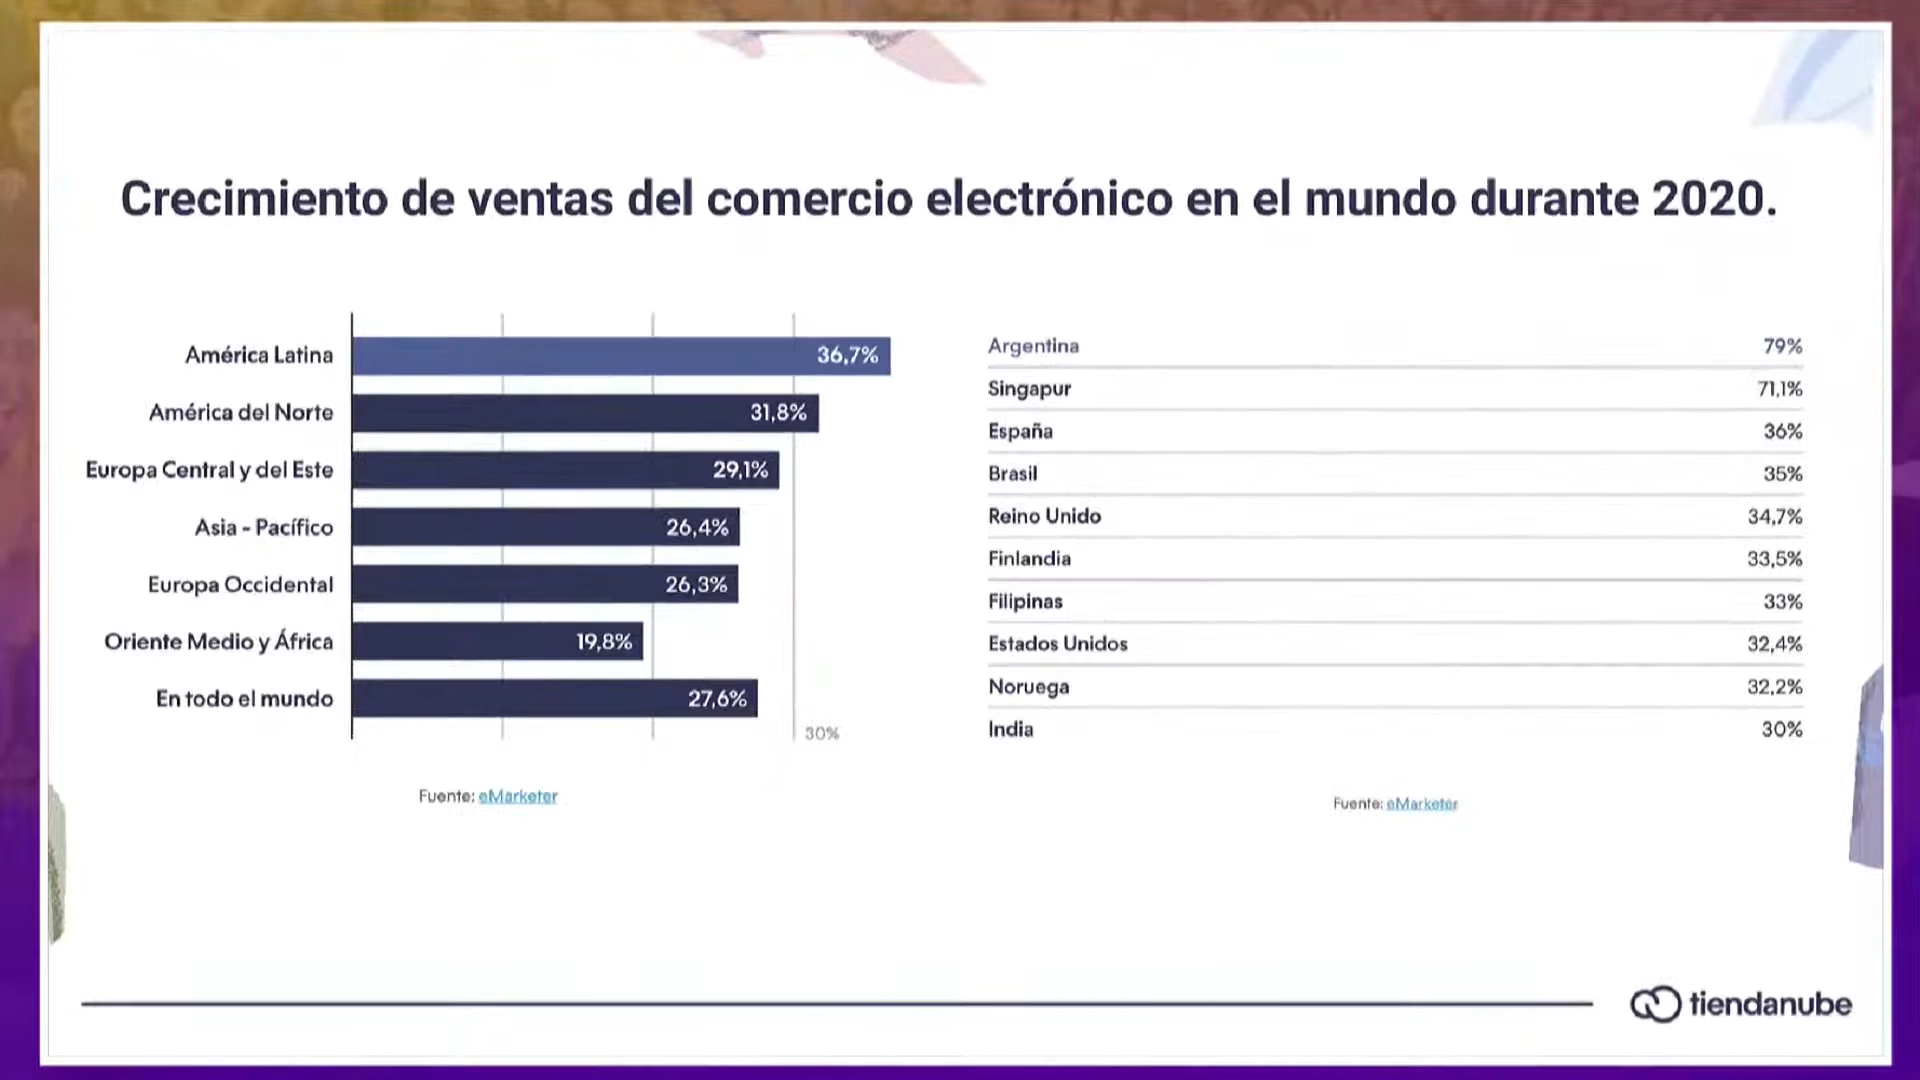 Crecimiento de ventas del comercio electrónico en el mundo durante 2020.
América Latina 36,7%
América del Norte 31,8%
Europa Central y del Este 29,1%
Asia - Pacífico 26,4%
Europa Occidental 26,3%
Oriente Medio y África 19,8%
En todo el mundo 27,6%
30%
Fuente: eMarketer
Argentina 79%
Singapur 71,1%
España 36%
Brasil 35%
Reino Unido 34,7%
Finlandia 33,5%
Filipinas 33%
Estados Unidos 32,4%
Noruega 32,2%
India 30%
Fuente: eMarketer
tiendanube